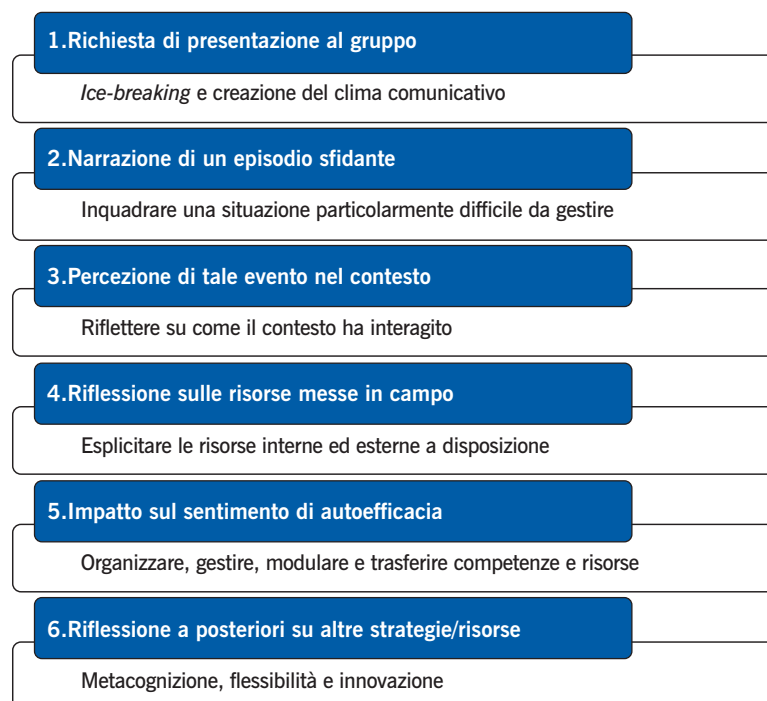 1.Richiesta di presentazione al gruppo
Ice-breaking e creazione del clima comunicativo
2.Narrazione di un episodio sfidante
Inquadrare una situazione particolarmente difficile da gestire
3.Percezione di tale evento nel contesto
Riflettere su come il contesto ha interagito
4.Riflessione sulle risorse messe in campo
Esplicitare le risorse interne ed esterne a disposizione
5.Impatto sul sentimento di autoefficacia
Organizzare, gestire, modulare e trasferire competenze e risorse
6.Riflessione a posteriori su altre strategie/risorse
Metacognizione, flessibilità e innovazione